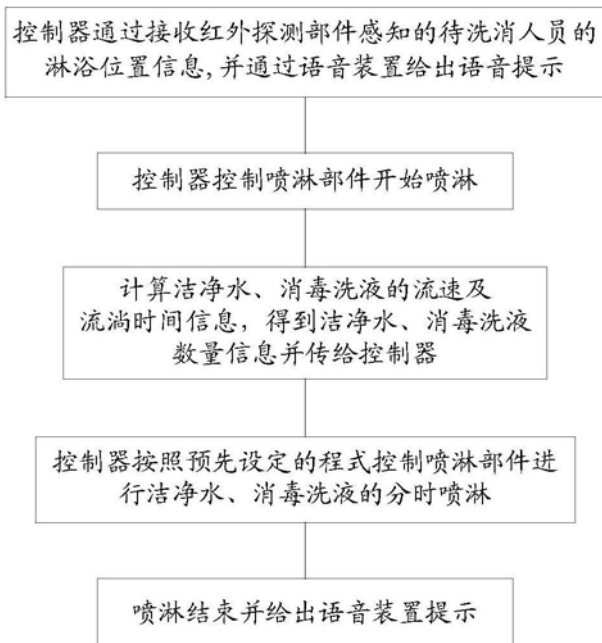 控制器通过接收红外探测部件感知的待洗消人员的
淋浴位置信息,并通过语音装置给出语音提示
控制器控制喷淋部件开始喷淋
计算洁净水、消毒洗液的流速及
流淌时间信息，得到洁净水、消毒洗液
数量信息并传给控制器
控制器按照预先设定的程式控制喷淋部件进
行洁净水、消毒洗液的分时喷淋
喷淋结束并给出语音装置提示